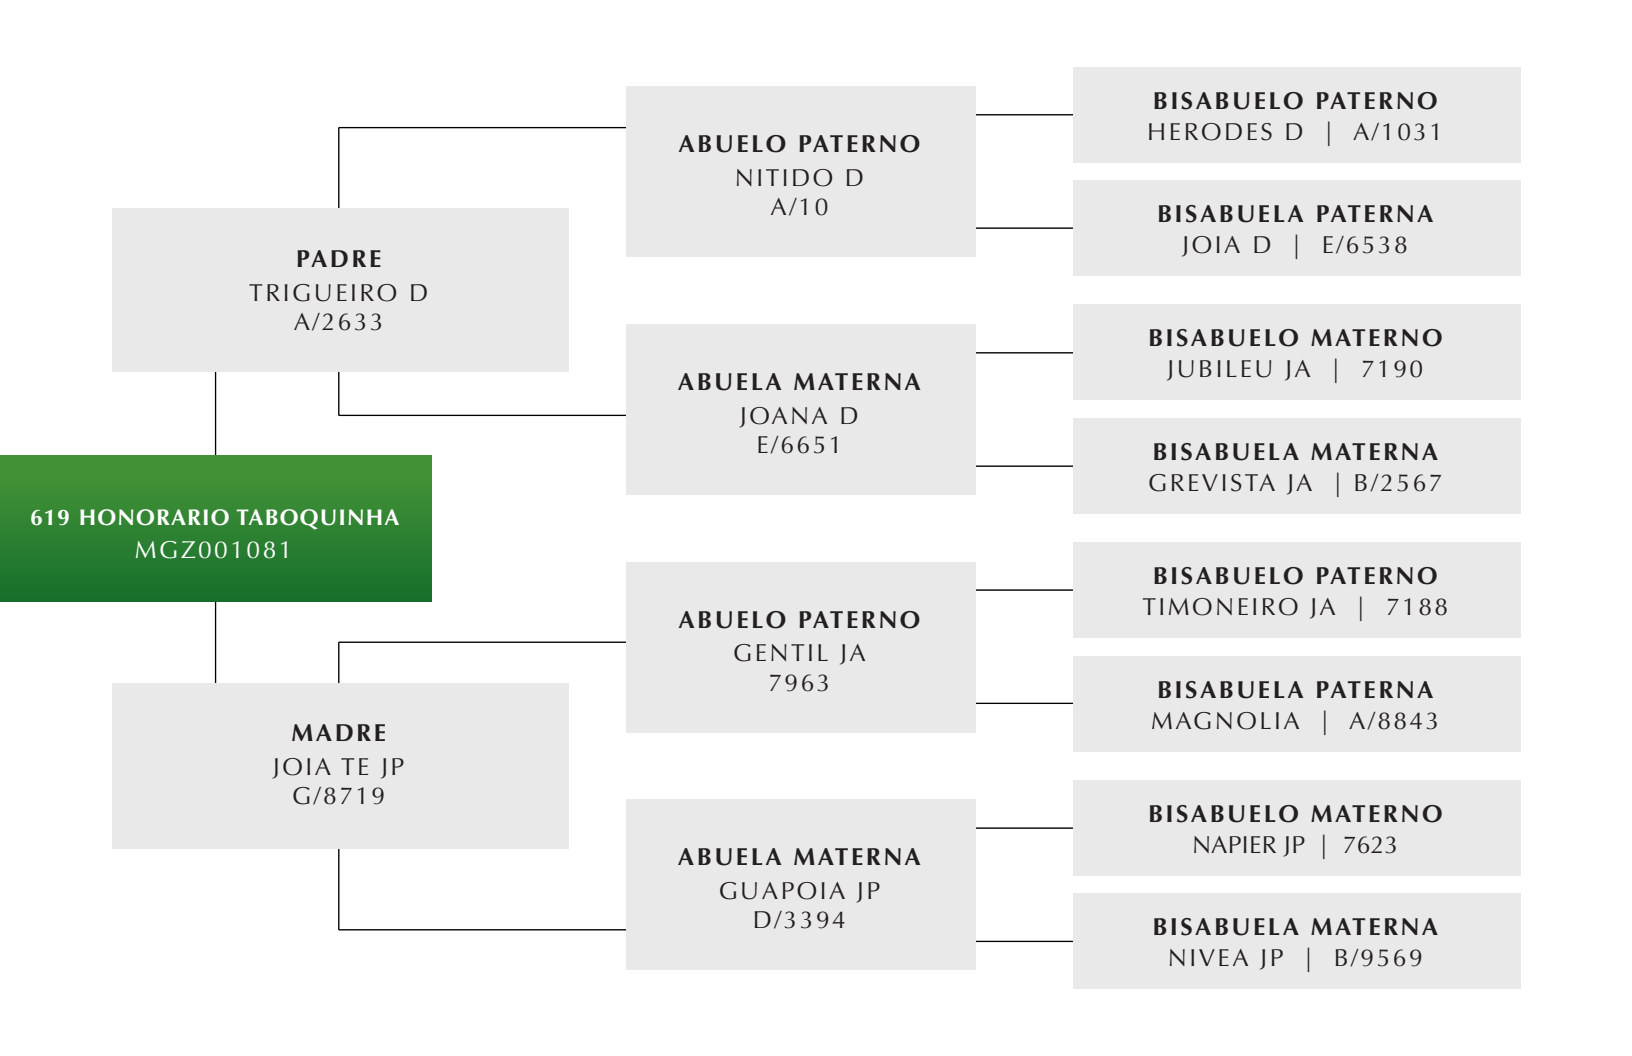 619 HONORARIO TABOQUINHA
MGZ001081
PADRE
TRIGUEIRO D
A/2633
MADRE
JOIA TE JP
G/8719
ABUELO PATERNO
NITIDO D
A/10
ABUELA MATERNA
JOANA D
E/6651
ABUELO PATERNO
GENTIL JA
7963
ABUELA MATERNA
GUAPOIA JP
D/3394
BISABUELO PATERNO
HERODES D | A/1031
BISABUELA PATERNA
JOIA D | E/6538
BISABUELO MATERNO
JUBILEU JA | 7190
BISABUELA MATERNA
GREVISTA JA | B/2567
BISABUELO PATERNO
TIMONEIRO JA | 7188
BISABUELA PATERNA
MAGNOLIA | A/8843
BISABUELO MATERNO
NAPIER JP | 7623
BISABUELA MATERNA
NIVEA JP | B/9569